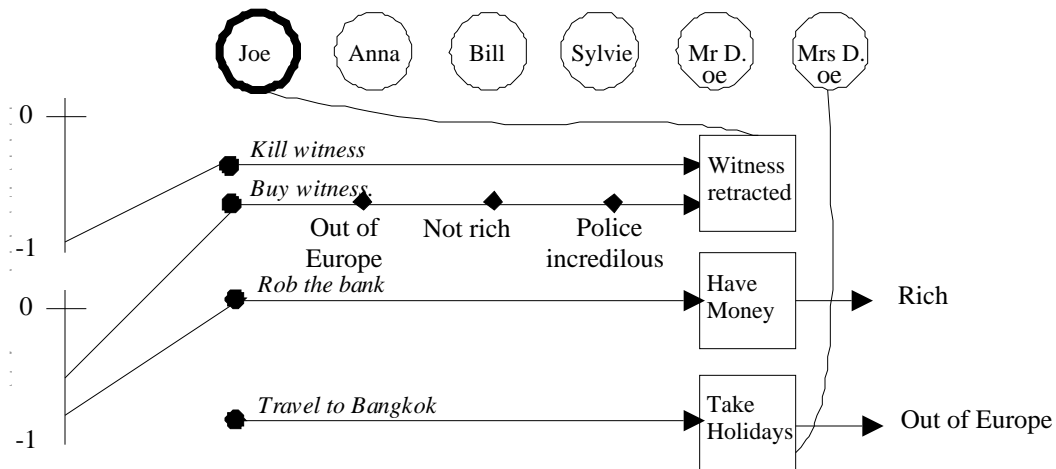 Joe
Anna
Bill
Sylvie
Mr D.
oe
Mrs D.
oe
0
Kill witness
Witness
retracted
Buy witness.
Out of
Europe
Not rich
Police
incredilous
-1
0
Rob the bank
Have
Money
Rich
Travel to Bangkok
Take
Holidays
Out of Europe
-1